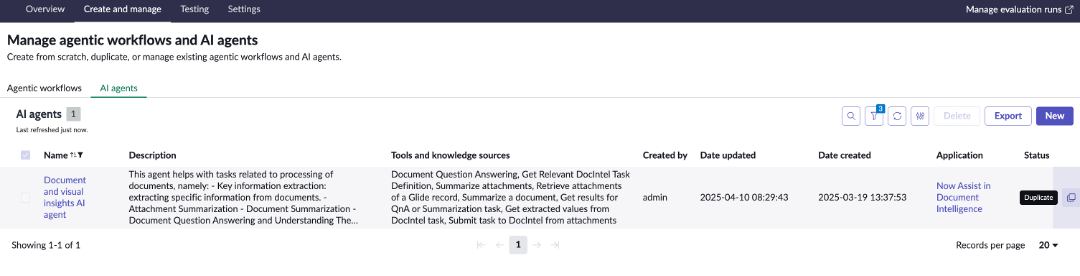 Overview Create and manage Testing Settings Manage evaluation runs
Manage agentic workflows and AI agents
Create from scratch, duplicate, or manage existing agentic workflows and AI agents.
Agentic workflows AI agents
AI agents 1
Last refreshed just now.
3
Delete Export New
Name Description Tools and knowledge sources Created by Date updated Date created Application Status
Document
and visual
insights AI
agent
This agent helps with tasks related to processing of
documents, namely: - Key information extraction:
extracting specific information from documents. -
Attachment Summarization - Document Summarization -
Document Question Answering and Understanding The...
Document Question Answering, Get Relevant DocIntel Task
Definition, Summarize attachments, Retrieve attachments
of a Glide record, Summarize a document, Get results for
QnA or Summarization task, Get extracted values from
DocIntel task, Submit task to DocIntel from attachments
admin
2025-04-10 08:29:43
2025-03-19 13:37:53
Now Assist in
Document
Intelligence
Duplicate
Showing 1-1 of 1 1 Records per page 20